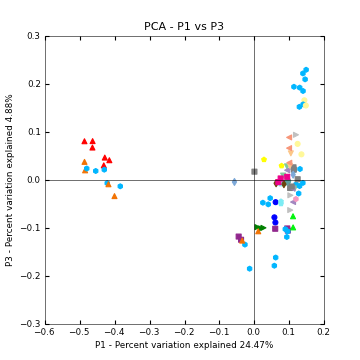 PCA - P1 vs P3
0.3
0.2
0.1
0.0
−0.1
−0.2
−0.3
P3 - Percent variation explained 4.88%
−0.6 −0.5 −0.4 −0.3 −0.2 −0.1 0.0 0.1 0.2
P1 - Percent variation explained 24.47%